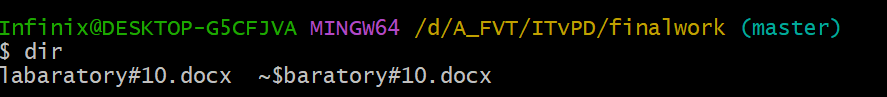 Infinix@DESKTOP-G5CFJVA MINGW64 /d/A_FVT/ITvPD/finalwork (master)
$ dir
labaratory#10.docx  ~$baratory#10.docx